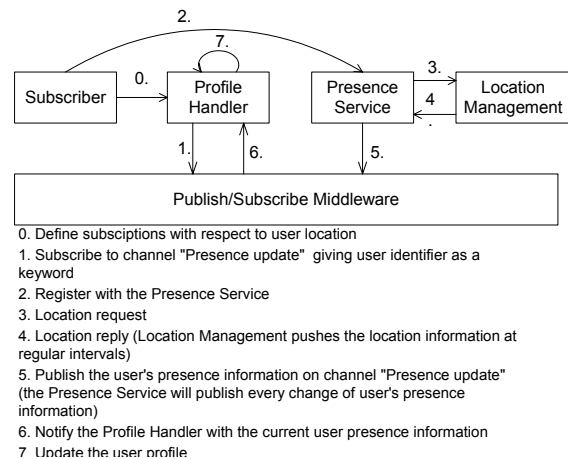 2.
7.
0.
3.
Subscriber
Profile
Handler
Presence
Service
Location
Management
4
.
1.
6.
5.
Publish/Subscribe Middleware
0. Define subsciptions with respect to user location
1. Subscribe to channel "Presence update" giving user identifier as a
keyword
2. Register with the Presence Service
3. Location request
4. Location reply (Location Management pushes the location information at
regular intervals)
5. Publish the user's presence information on channel "Presence update"
(the Presence Service will publish every change of user's presence
information)
6. Notify the Profile Handler with the current user presence information
7. Update the user profile